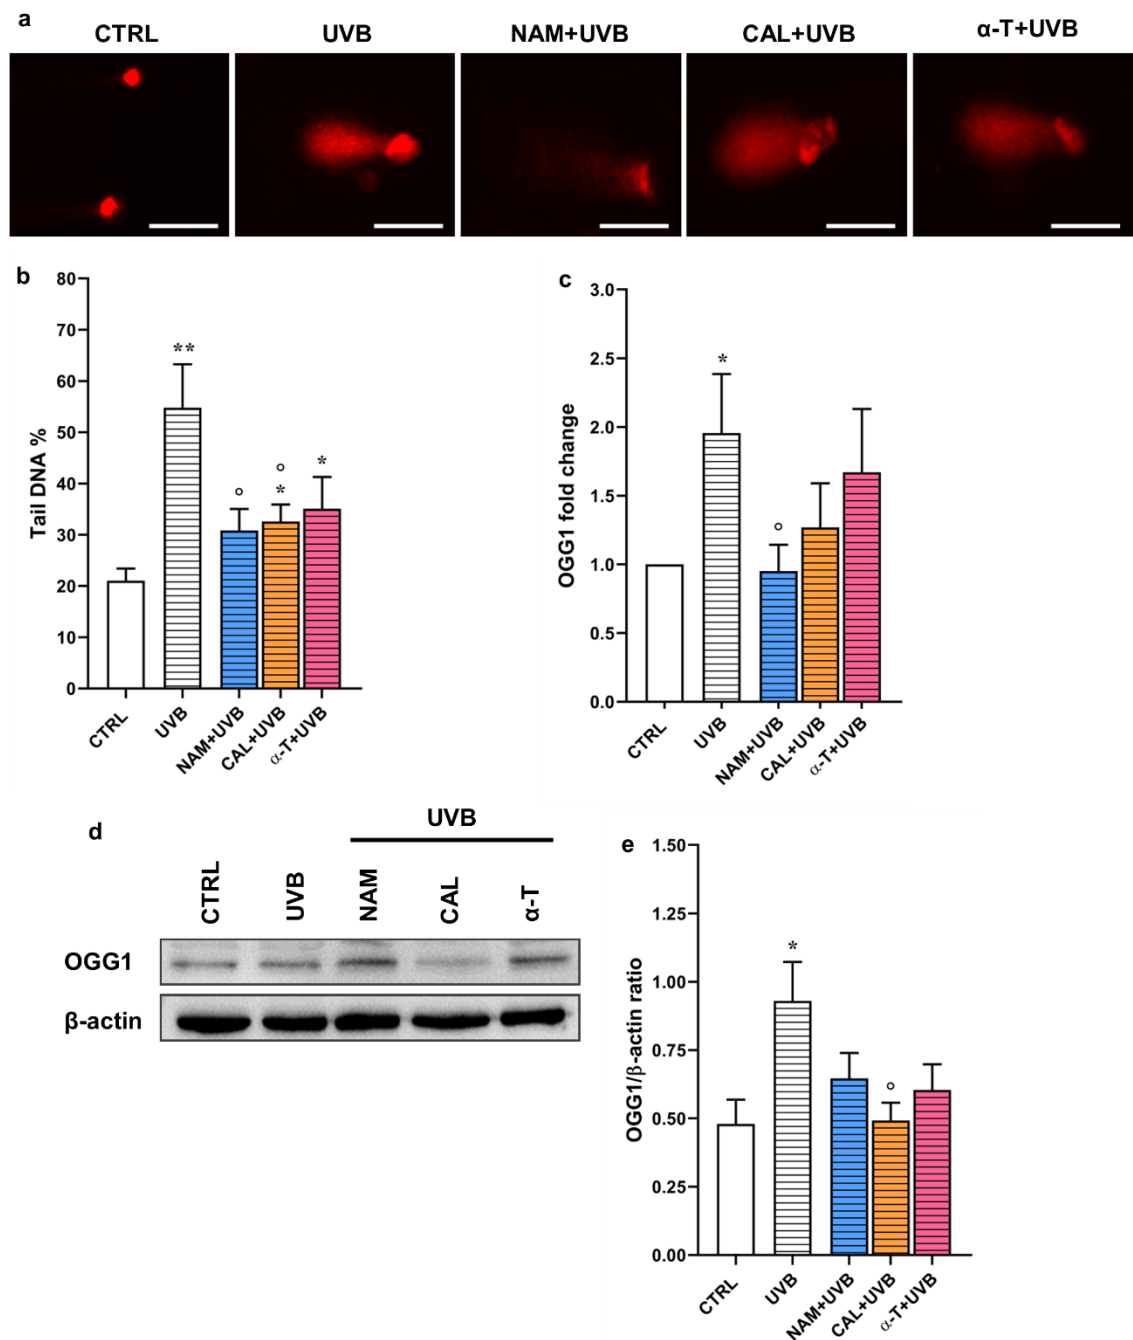 a
CTRL UVB NAM+UVB CAL+UVB α-T+UVB
b
Tail DNA %
80
70
60
50
40
30
20
10
0
**
°
°
*
*
CTRL UVB NAM+UVB CAL+UVB α-T+UVB
c
OGG1 fold change
3.0
2.5
2.0
1.5
1.0
0.5
0.0
*
°
CTRL UVB NAM+UVB CAL+UVB α-T+UVB
d
UVB
CTRL UVB NAM CAL α-T
OGG1
β-actin
e
OGG1/β-actin ratio
1.50
1.25
1.00
0.75
0.50
0.25
0.00
*
°
CTRL UVB NAM+UVB CAL+UVB α-T+UVB